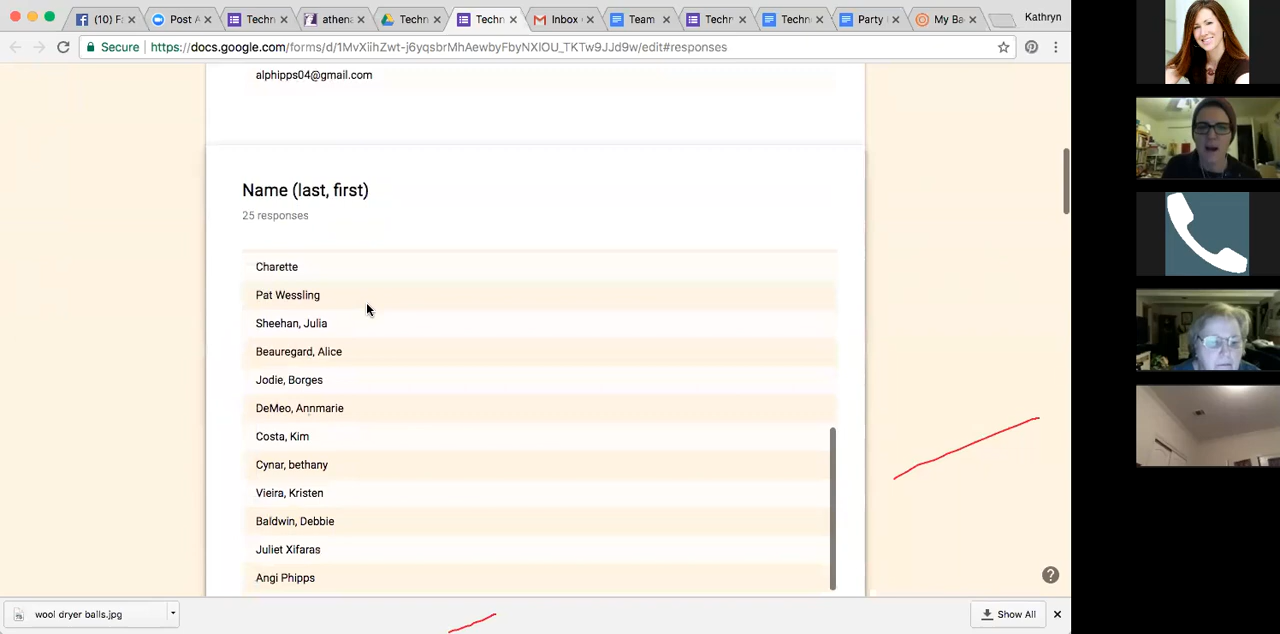 (10) F
Post A
Techn
athena
Techn
Techn
Inbox
Team
Techn
Techn
Party
My Ba
Kathryn
Secure https://docs.google.com/forms/d/1MvXiihZwt-j6yqsbrMhAewbyFbyNXIOU_TKTw9JJd9w/edit#responses
alphipps04@gmail.com
Name (last, first)
25 responses
Charette
Pat Wessling
Sheehan, Julia
Beauregard, Alice
Jodie, Borges
DeMeo, Annmarie
Costa, Kim
Cynar, bethany
Vieira, Kristen
Baldwin, Debbie
Juliet Xifaras
Angi Phipps
wool dryer balls.jpg
Show All